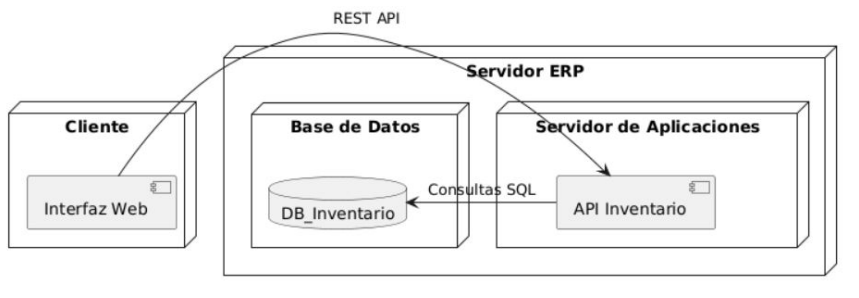 REST API
Servidor ERP
Cliente
Base de Datos
Servidor de Aplicaciones
Interfaz Web
DB_Inventario
Consultas SQL
API Inventario